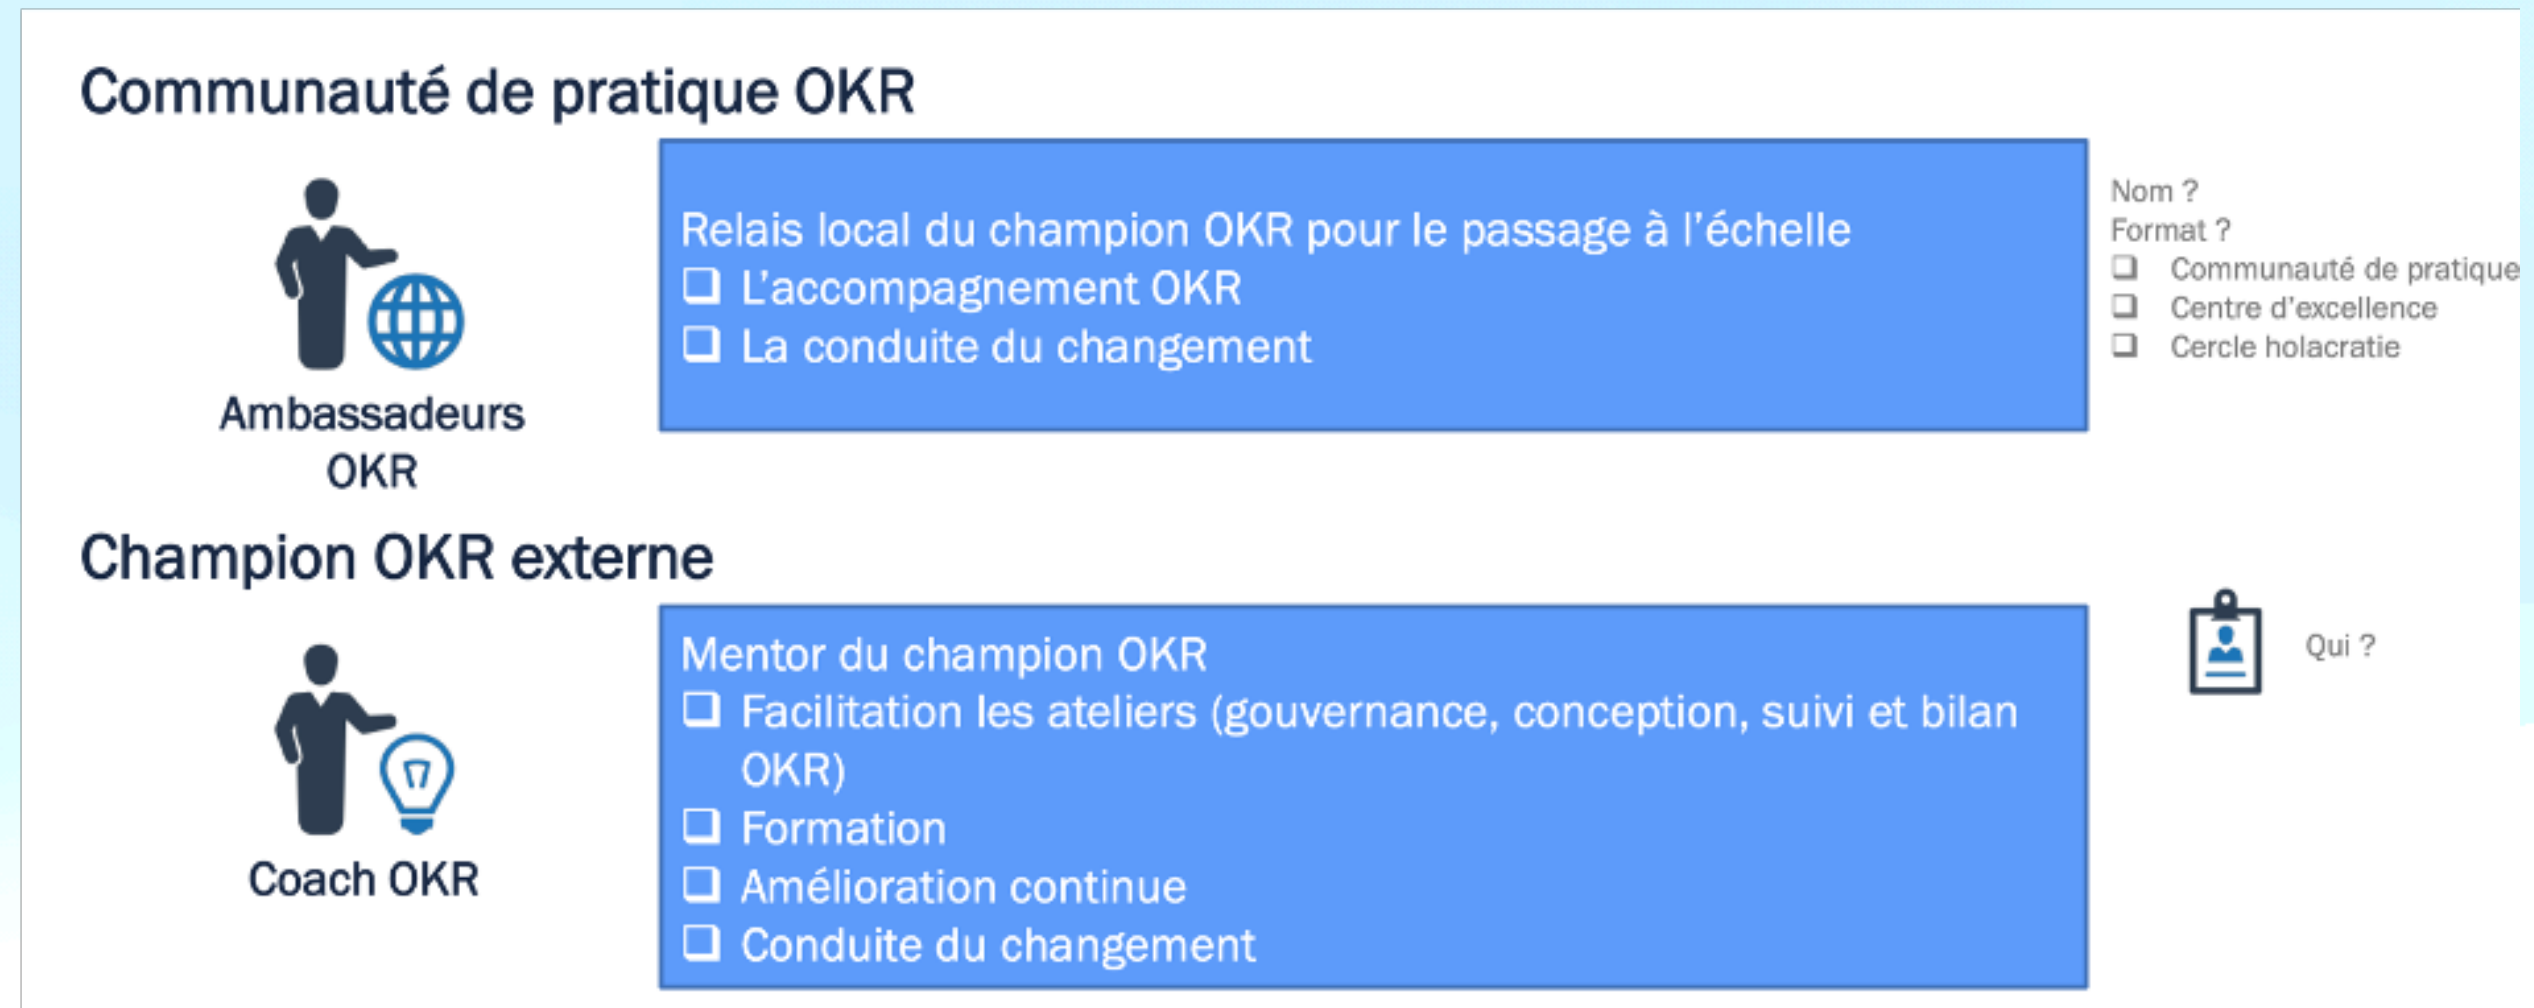 Communauté de pratique OKR
Relais local du champion OKR pour le passage à l'échelle
L'accompagnement OKR
La conduite du changement
Ambassadeurs
OKR
Nom ?
Format ?
Communauté de pratique
Centre d'excellence
Cercle holacratie
Champion OKR externe
Mentor du champion OKR
Facilitation les ateliers (gouvernance, conception, suivi et bilan
OKR)
Formation
Amélioration continue
Conduite du changement
Coach OKR
Qui ?